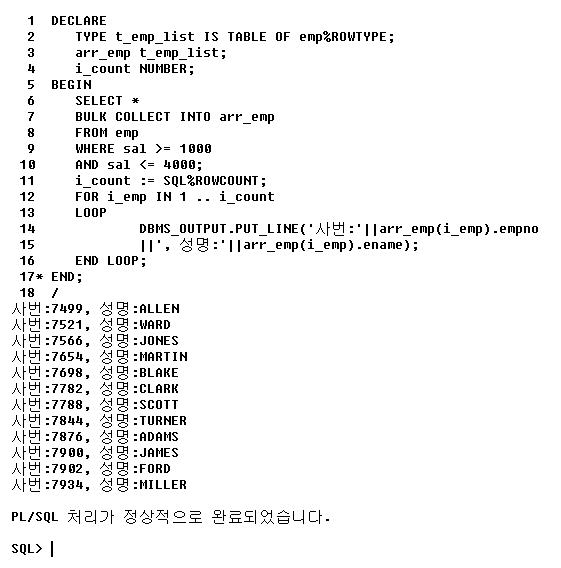 1 DECLARE
2 TYPE t_emp_list IS TABLE OF emp%ROWTYPE;
3 arr_emp t_emp_list;
4 i_count NUMBER;
5 BEGIN
6 SELECT *
7 BULK COLLECT INTO arr_emp
8 FROM emp
9 WHERE sal >= 1000
10 AND sal <= 4000;
11 i_count := SQL%ROWCOUNT;
12 FOR i_emp IN 1 .. i_count
13 LOOP
14 DBMS_OUTPUT.PUT_LINE('사번:'||arr_emp(i_emp).empno
15 ||', 성명:'||arr_emp(i_emp).ename);
16 END LOOP;
17* END;
18 /
사번:7499, 성명:ALLEN
사번:7521, 성명:WARD
사번:7566, 성명:JONES
사번:7654, 성명:MARTIN
사번:7698, 성명:BLAKE
사번:7782, 성명:CLARK
사번:7788, 성명:SCOTT
사번:7844, 성명:TURNER
사번:7876, 성명:ADAMS
사번:7900, 성명:JAMES
사번:7902, 성명:FORD
사번:7934, 성명:MILLER
PL/SQL 처리가 정상적으로 완료되었습니다.
SQL>